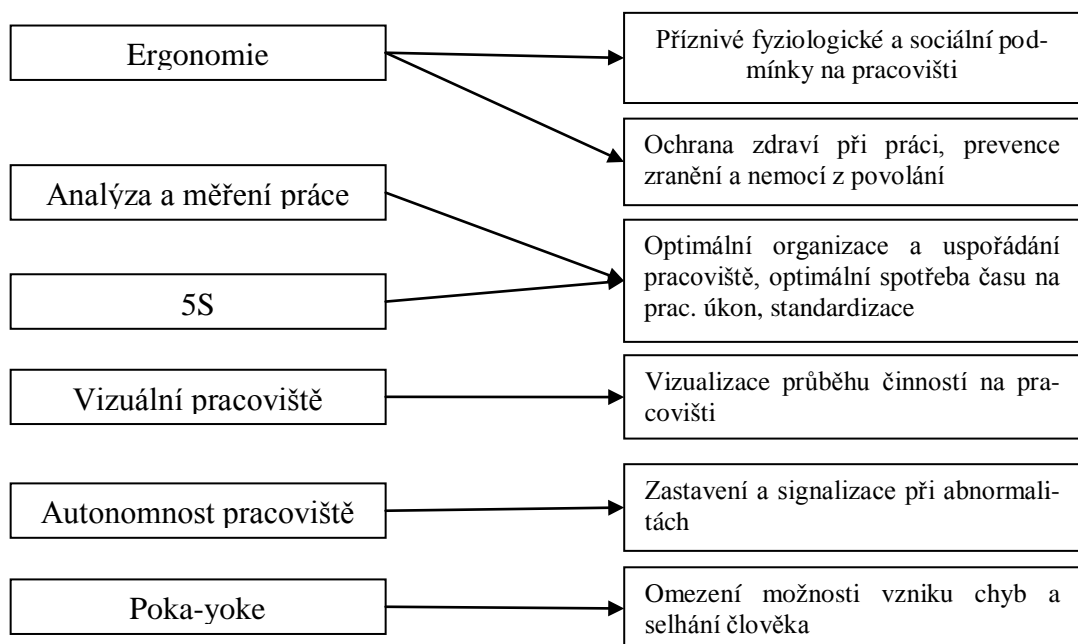 Ergonomie
Příznivé fyziologické a sociální pod-
mínky na pracovišti
Ochrana zdraví při práci, prevence
zranění a nemocí z povolání
Analýza a měření práce
Optimální organizace a uspořádání
pracoviště, optimální spotřeba času na
prac. úkon, standardizace
5S
Vizuální pracoviště
Vizualizace průběhu činností na pra-
covišti
Autonomnost pracoviště
Zastavení a signalizace při abnormali-
tách
Poka-yoke
Omezení možnosti vzniku chyb a
selhání člověka